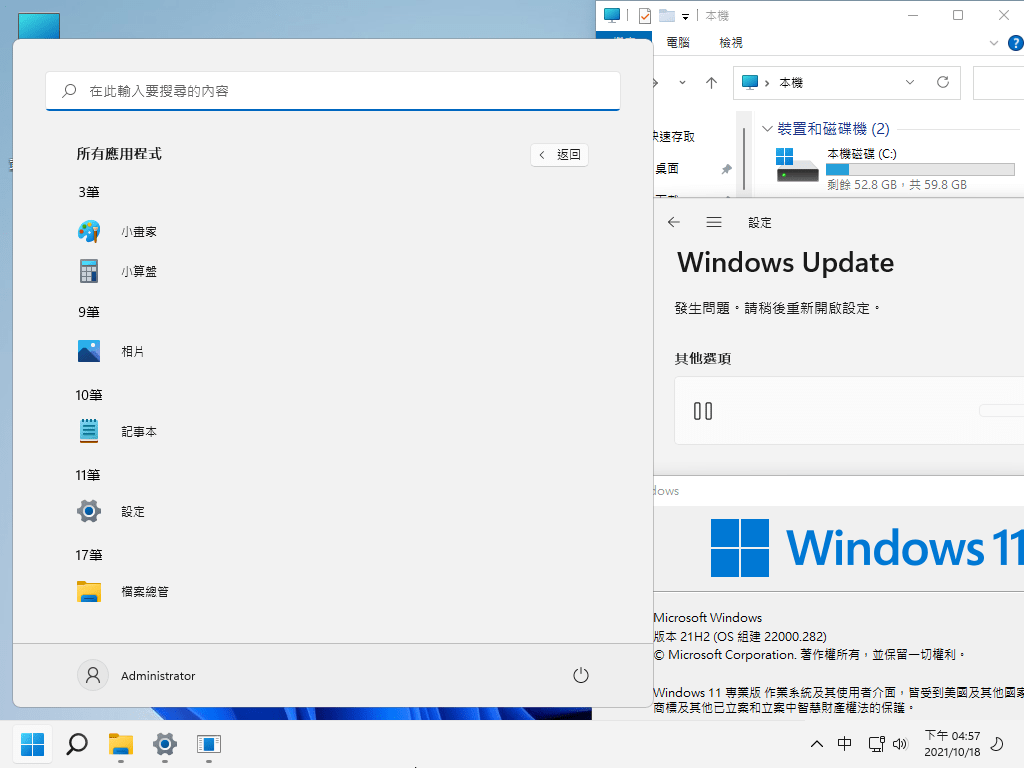 在此輸入要搜尋的內容
所有應用程式
返回
3筆
小畫家
小算盤
9筆
相片
10筆
記事本
11筆
設定
17筆
檔案總管
Administrator
本機
電腦
檢視
本機
快速存取
桌面
裝置和磁碟機 (2)
本機磁碟 (C:)
剩餘 52.8 GB，共 59.8 GB
設定
Windows Update
發生問題。請稍後重新開啟設定。
其他選項
dows
Windows 11
Microsoft Windows
版本 21H2 (OS 組建 22000.282)
© Microsoft Corporation. 著作權所有，並保留一切權利。
Windows 11 專業版 作業系統及其使用者介面，皆受到美國及其他國家
商標及其他已立案和立案中智慧財產權法的保護。
中
下午 04:57
2021/10/18